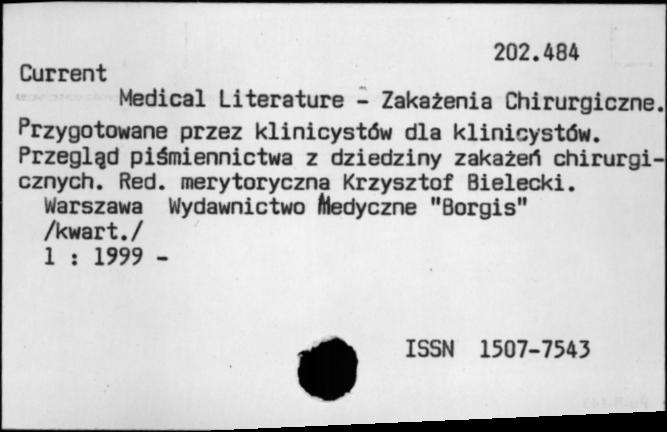 202.484
Current
Medical Literature - Zakażenia Chirurgiczne.
Przygotowane przez klinicystów dla klinicystów.
Przegląd piśmiennictwa z dziedziny zakażeń chirurgi-
cznych. Red. merytoryczna Krzysztof Bielecki.
Warszawa Wydawnictwo Medyczne "Borgis"
/kwart./
1 : 1999 -
ISSN 1507-7543